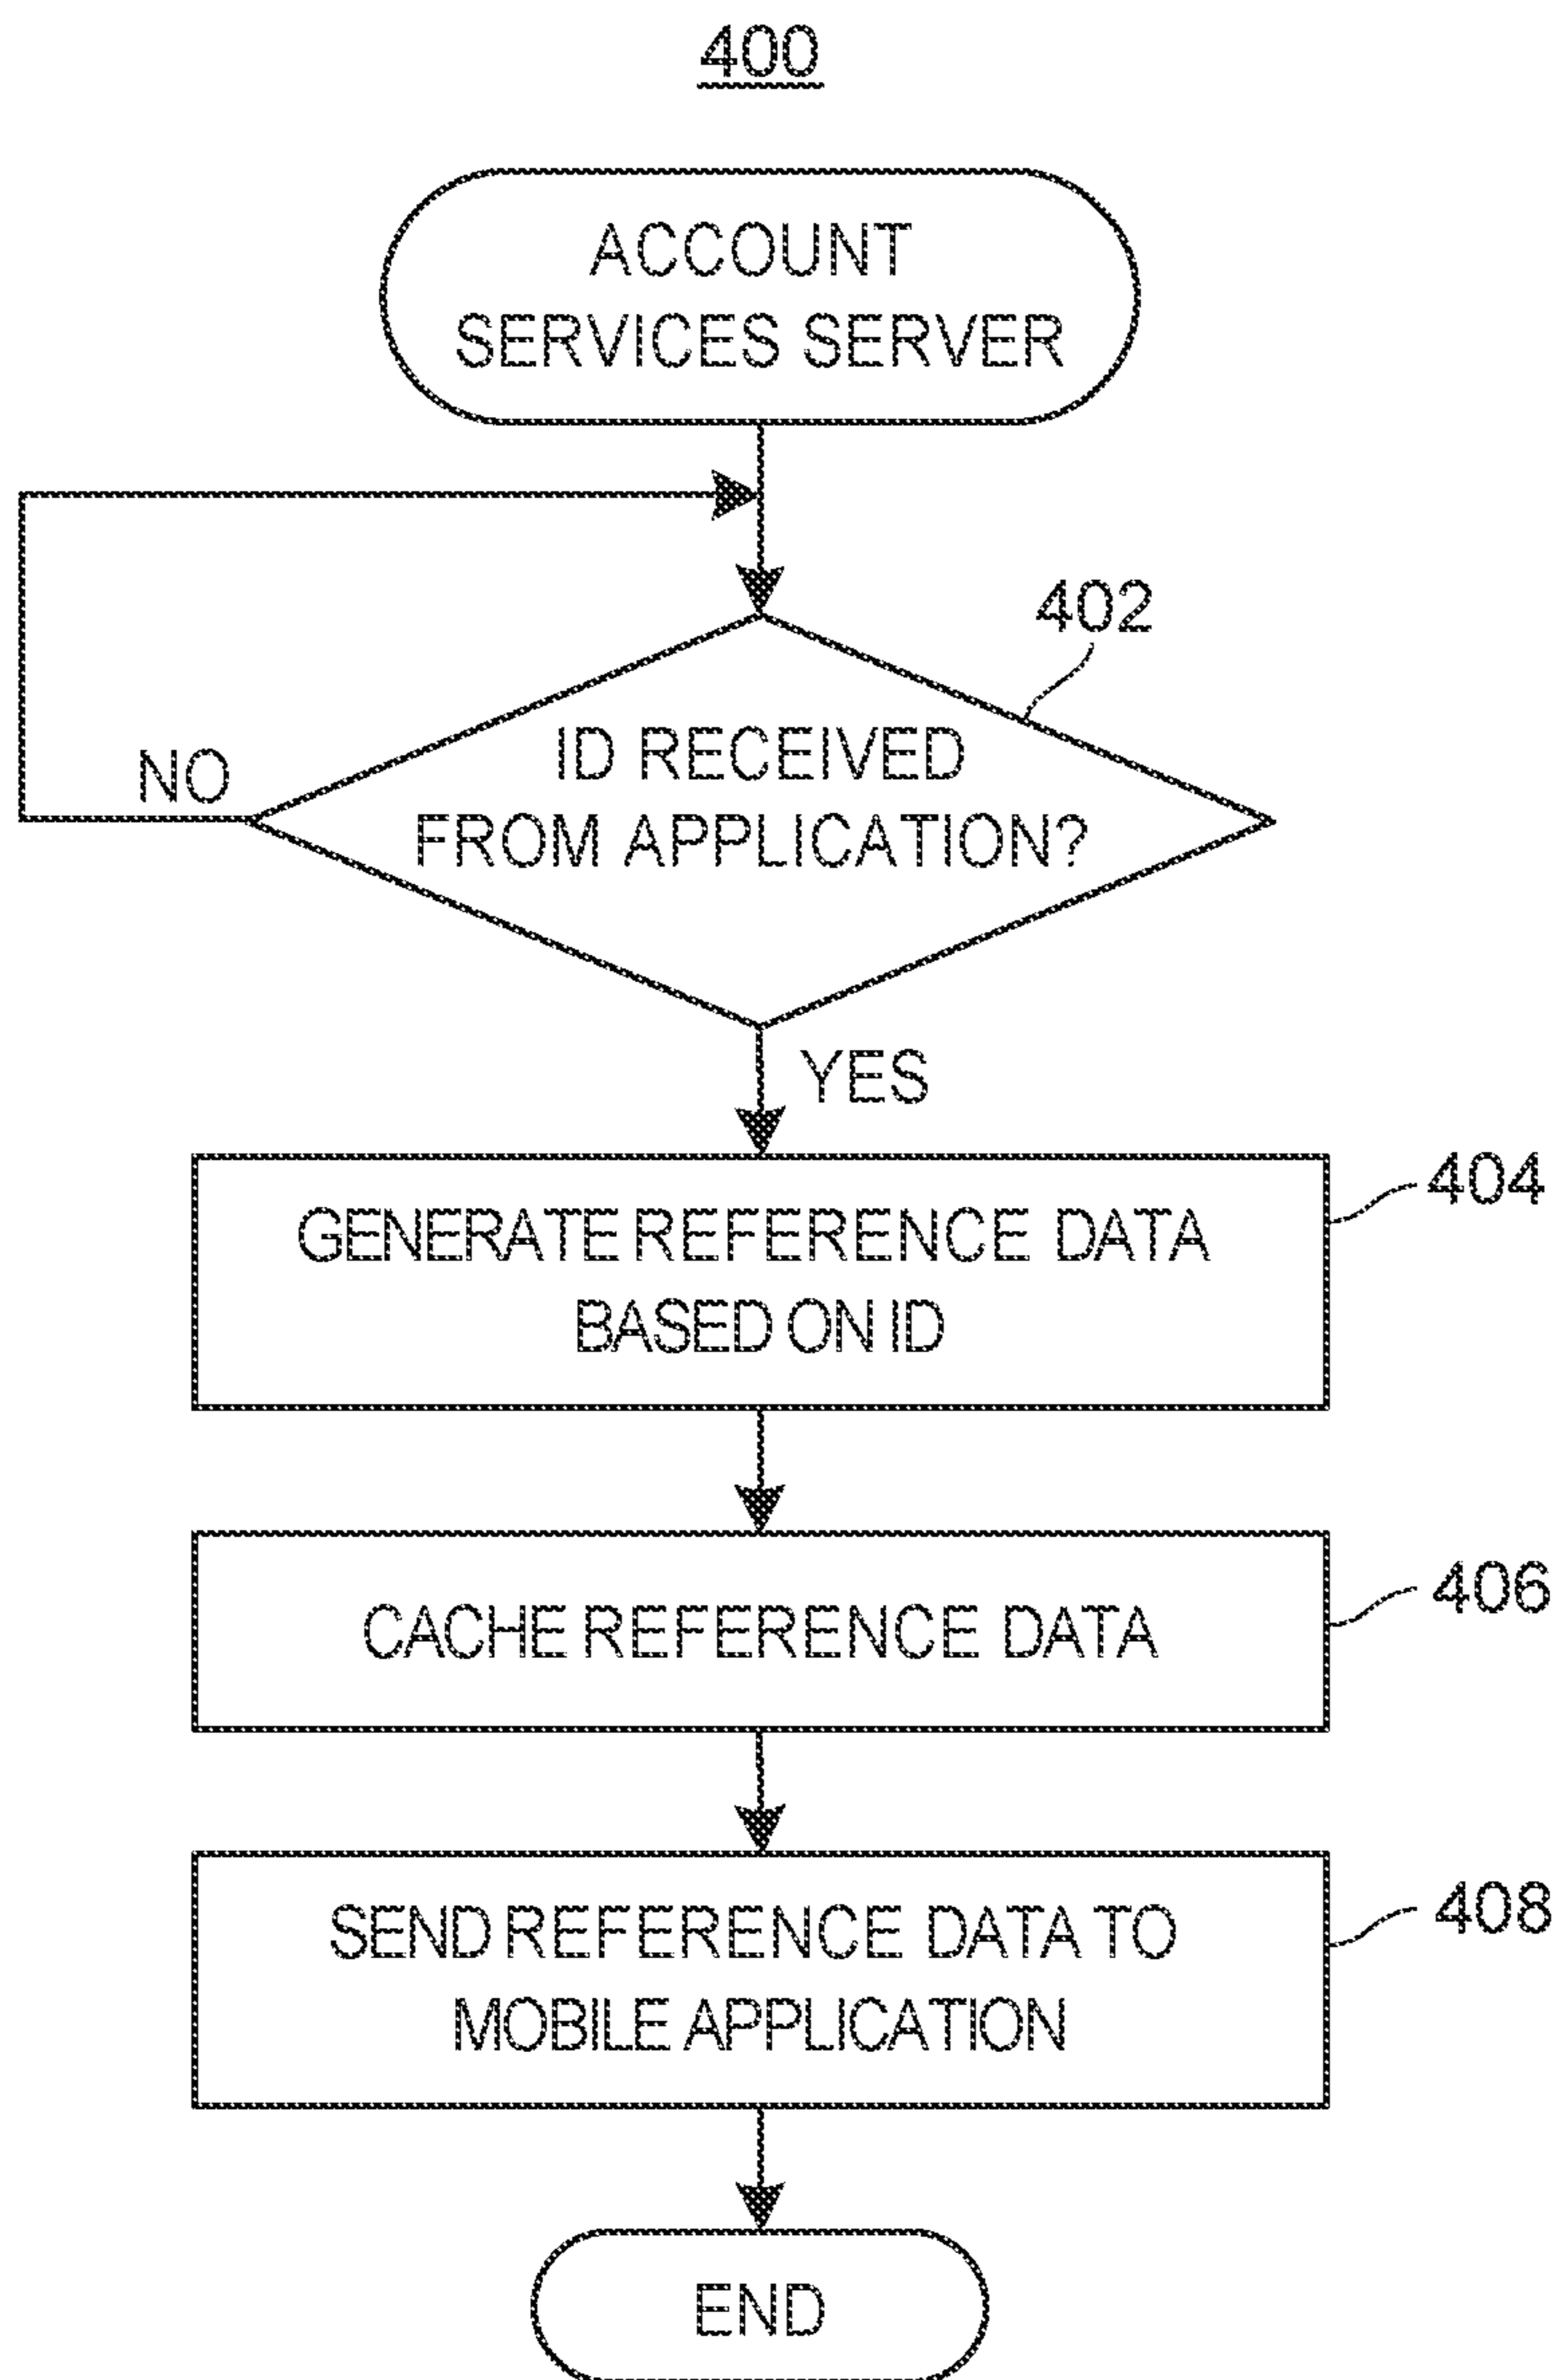 400
ACCOUNT
SERVICES SERVER
402
ID RECEIVED
FROM APPLICATION?
NO
YES
404
GENERATE REFERENCE DATA
BASED ON ID
406
CACHE REFERENCE DATA
408
SEND REFERENCE DATA TO
MOBILE APPLICATION
END